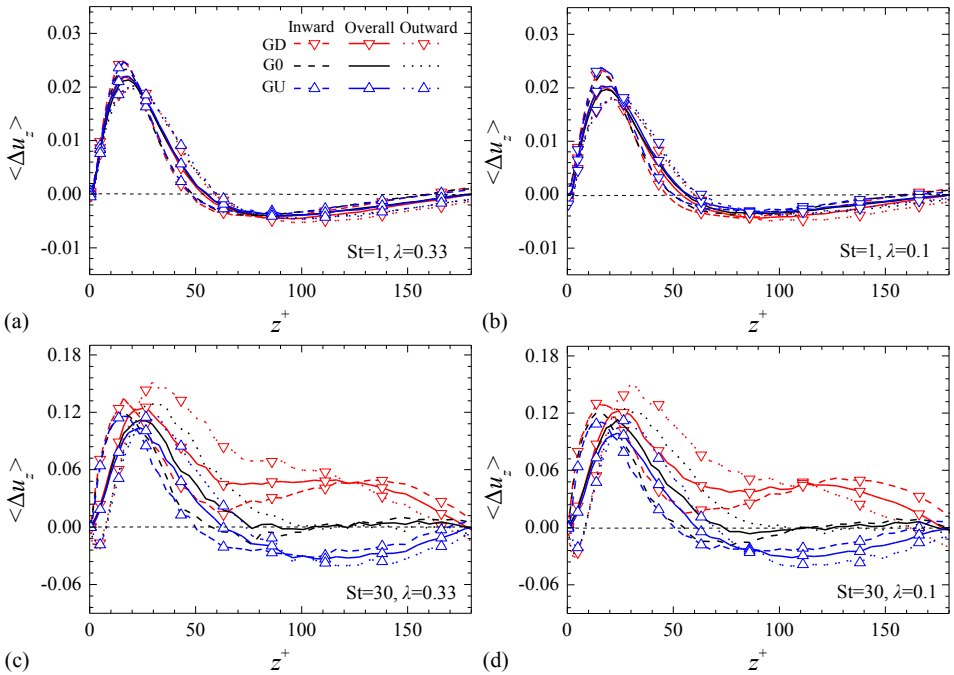 Inward Overall Outward
GD
G0
GU
0.03
0.02
0.01
0.00
-0.01
<Δu_z>
0 50 100 150
z⁺
St=1, λ=0.33
(a)
0.03
0.02
0.01
0.00
-0.01
<Δu_z>
0 50 100 150
z⁺
St=1, λ=0.1
(b)
0.18
0.12
0.06
0.00
-0.06
<Δu_z>
0 50 100 150
z⁺
St=30, λ=0.33
(c)
0.18
0.12
0.06
0.00
-0.06
<Δu_z>
0 50 100 150
z⁺
St=30, λ=0.1
(d)